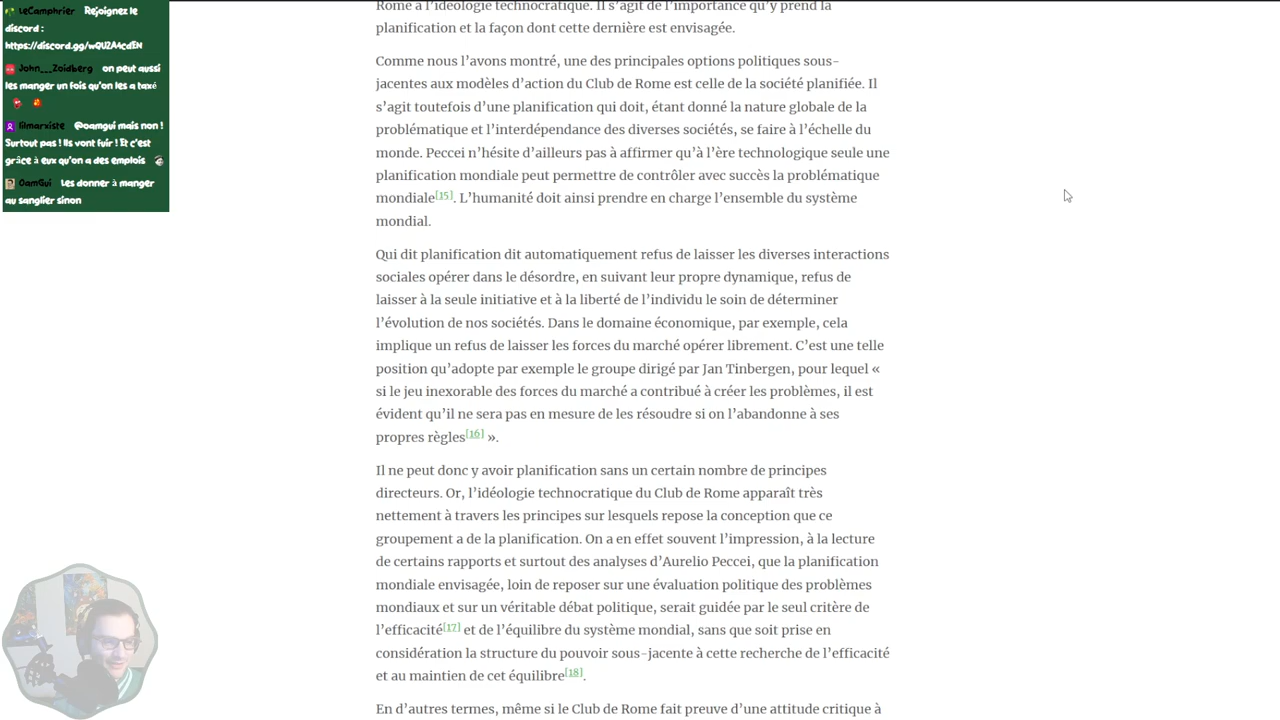 LeCamphrier Rejoignez le
discord :
https://discord.gg/wQU2A4cdEN
John__Zoidberg on peut aussi
les manger un fois qu'on les a taxé
filmarxiste @oamgui mais non !
Surtout pas ! Ils vont fuir ! Et c'est
grâce à eux qu'on a des emplois
OamGui Les donner à manger
au sanglier sinon
Rome à l’idéologie technocratique. Il s’agit de l’importance qu’y prend la
planification et la façon dont cette dernière est envisagée.
Comme nous l’avons montré, une des principales options politiques sous-
jacentes aux modèles d’action du Club de Rome est celle de la société planifiée. Il
s’agit toutefois d’une planification qui doit, étant donné la nature globale de la
problématique et l’interdépendance des diverses sociétés, se faire à l’échelle du
monde. Peccei n’hésite d’ailleurs pas à affirmer qu’à l’ère technologique seule une
planification mondiale peut permettre de contrôler avec succès la problématique
mondiale[15]. L’humanité doit ainsi prendre en charge l’ensemble du système
mondial.
Qui dit planification dit automatiquement refus de laisser les diverses interactions
sociales opérer dans le désordre, en suivant leur propre dynamique, refus de
laisser à la seule initiative et à la liberté de l’individu le soin de déterminer
l’évolution de nos sociétés. Dans le domaine économique, par exemple, cela
implique un refus de laisser les forces du marché opérer librement. C’est une telle
position qu’adopte par exemple le groupe dirigé par Jan Tinbergen, pour lequel «
si le jeu inexorable des forces du marché a contribué à créer les problèmes, il est
évident qu’il ne sera pas en mesure de les résoudre si on l’abandonne à ses
propres règles[16] ».
Il ne peut donc y avoir planification sans un certain nombre de principes
directeurs. Or, l’idéologie technocratique du Club de Rome apparaît très
nettement à travers les principes sur lesquels repose la conception que ce
groupement a de la planification. On a en effet souvent l’impression, à la lecture
de certains rapports et surtout des analyses d’Aurelio Peccei, que la planification
mondiale envisagée, loin de reposer sur une évaluation politique des problèmes
mondiaux et sur un véritable débat politique, serait guidée par le seul critère de
l’efficacité[17] et de l’équilibre du système mondial, sans que soit prise en
considération la structure du pouvoir sous-jacente à cette recherche de l’efficacité
et au maintien de cet équilibre[18].
En d’autres termes, même si le Club de Rome fait preuve d’une attitude critique à